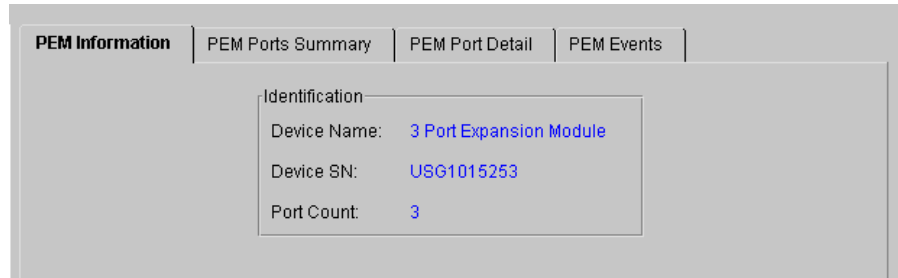 PEM Information PEM Ports Summary PEM Port Detail PEM Events
Identification
Device Name: 3 Port Expansion Module
Device SN: USG1015253
Port Count: 3